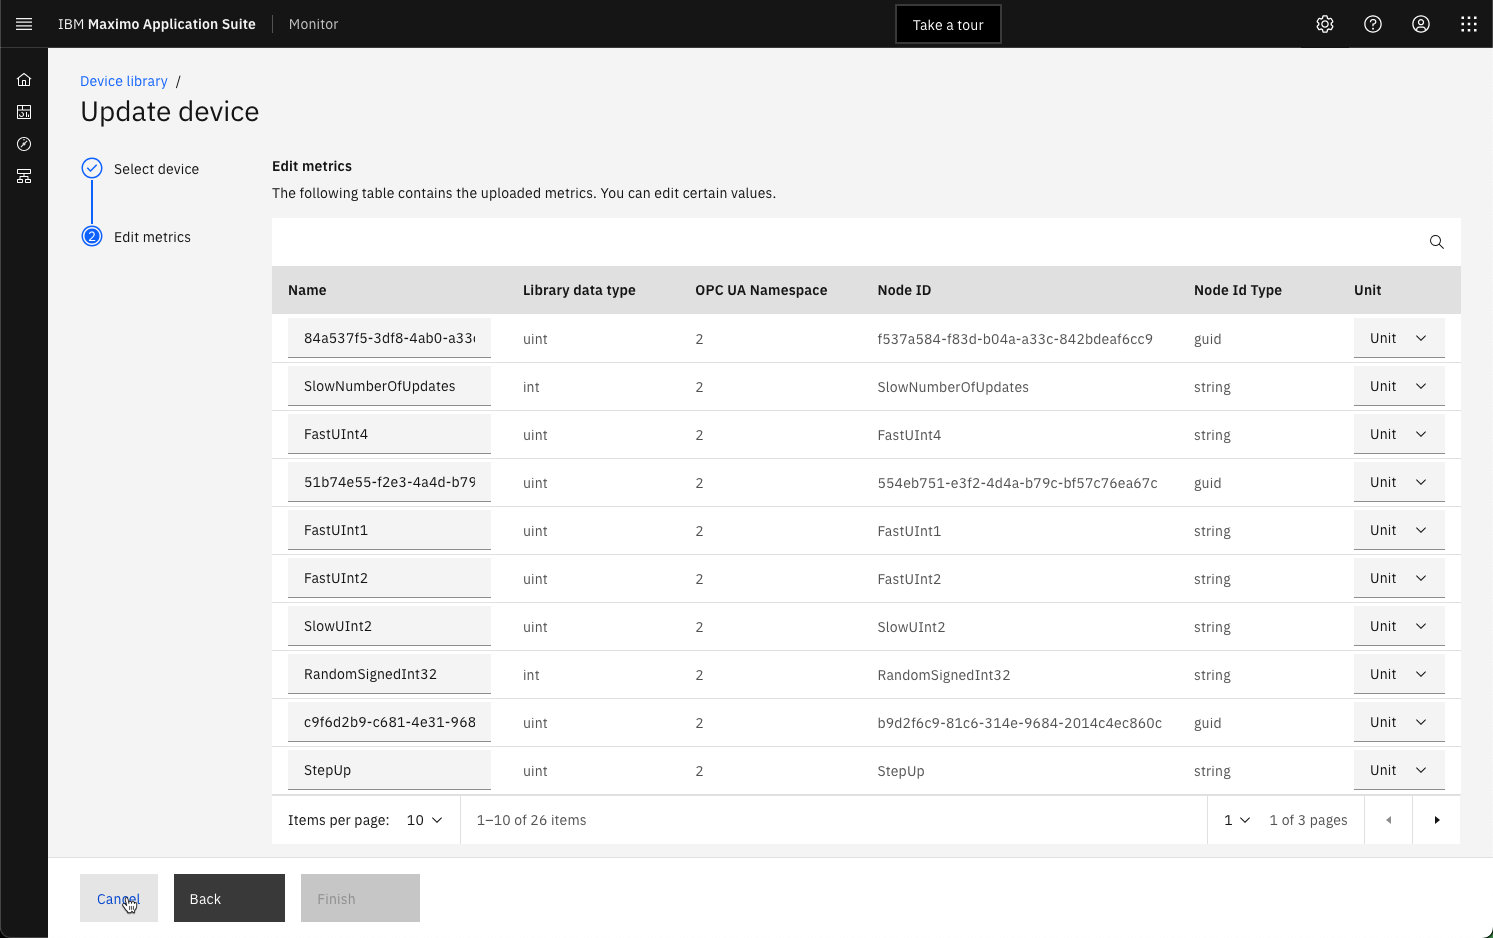 IBM Maximo Application Suite Monitor Take a tour
Device library /
Update device
Select device
2 Edit metrics
Edit metrics
The following table contains the uploaded metrics. You can edit certain values.
Name Library data type OPC UA Namespace Node ID Node Id Type Unit
84a537f5-3df8-4ab0-a33 uint 2 f537a584-f83d-b04a-a33c-842bdeaf6cc9 guid Unit
SlowNumberOfUpdates int 2 SlowNumberOfUpdates string Unit
FastUInt4 uint 2 FastUInt4 string Unit
51b74e55-f2e3-4a4d-b79 uint 2 554eb751-e3f2-4d4a-b79c-bf57c76ea67c guid Unit
FastUInt1 uint 2 FastUInt1 string Unit
FastUInt2 uint 2 FastUInt2 string Unit
SlowUInt2 uint 2 SlowUInt2 string Unit
RandomSignedInt32 int 2 RandomSignedInt32 string Unit
c9f6d2b9-c681-4e31-968 uint 2 b9d2f6c9-81c6-314e-9684-2014c4ec860c guid Unit
StepUp uint 2 StepUp string Unit
Items per page: 10 1–10 of 26 items 1 1 of 3 pages
Cancel Back Finish